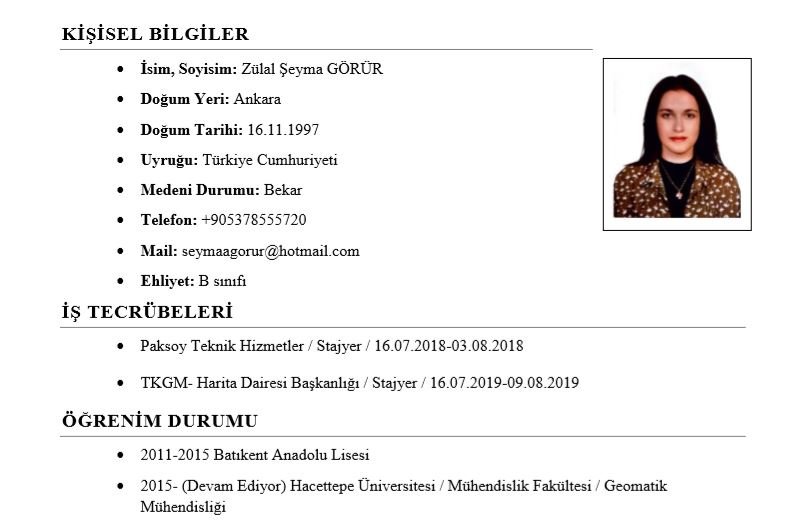 KİŞİSEL BİLGİLER
• İsim, Soyisim: Zülal Şeyma GÖRÜR
• Doğum Yeri: Ankara
• Doğum Tarihi: 16.11.1997
• Uyruğu: Türkiye Cumhuriyeti
• Medeni Durumu: Bekar
• Telefon: +905378555720
• Mail: seymaagorur@hotmail.com
• Ehliyet: B sınıfı
İŞ TECRÜBELERİ
• Paksoy Teknik Hizmetler / Stajyer / 16.07.2018-03.08.2018
• TKGM- Harita Dairesi Başkanlığı / Stajyer / 16.07.2019-09.08.2019
ÖĞRENİM DURUMU
• 2011-2015 Batıkent Anadolu Lisesi
• 2015- (Devam Ediyor) Hacettepe Üniversitesi / Mühendislik Fakültesi / Geomatik
Mühendisliği